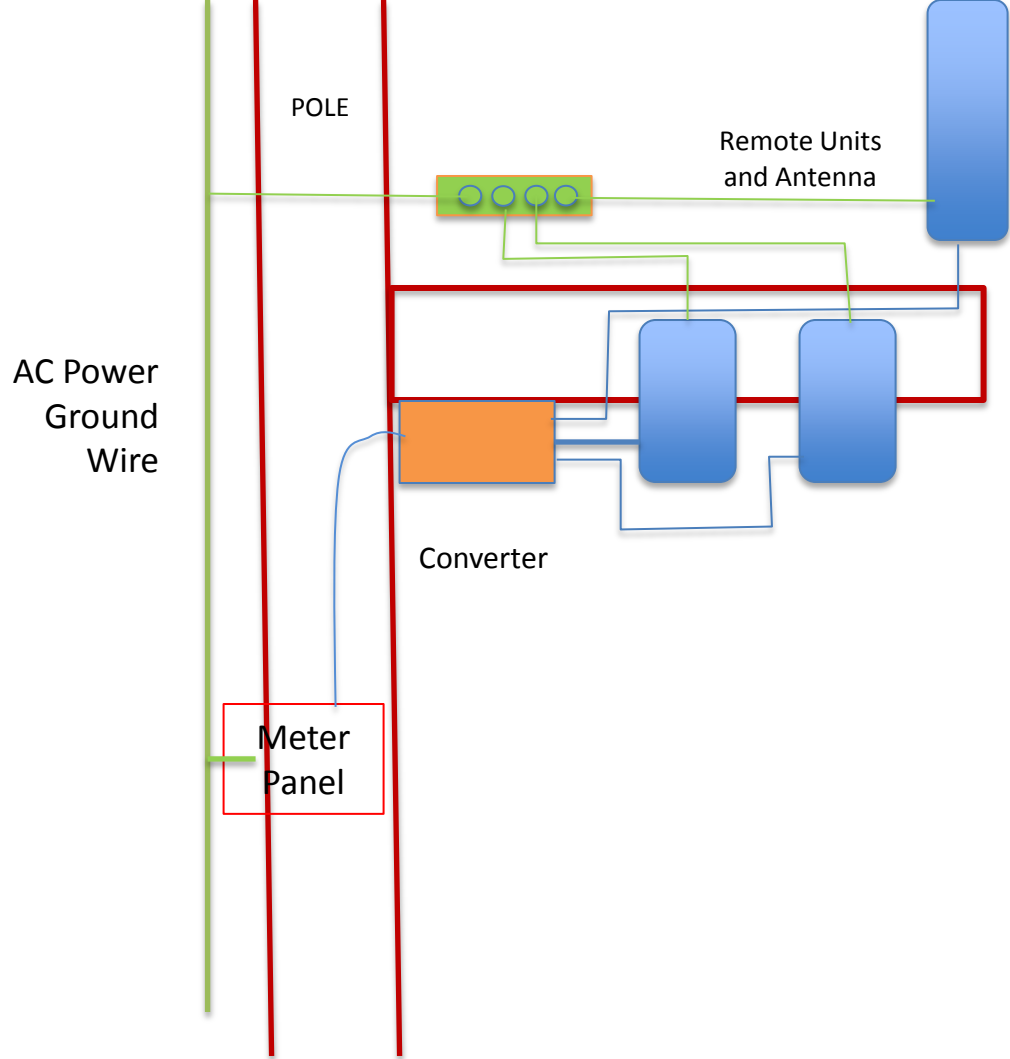 POLE
Remote Units
and Antenna
AC Power
Ground
Wire
Converter
Meter
Panel